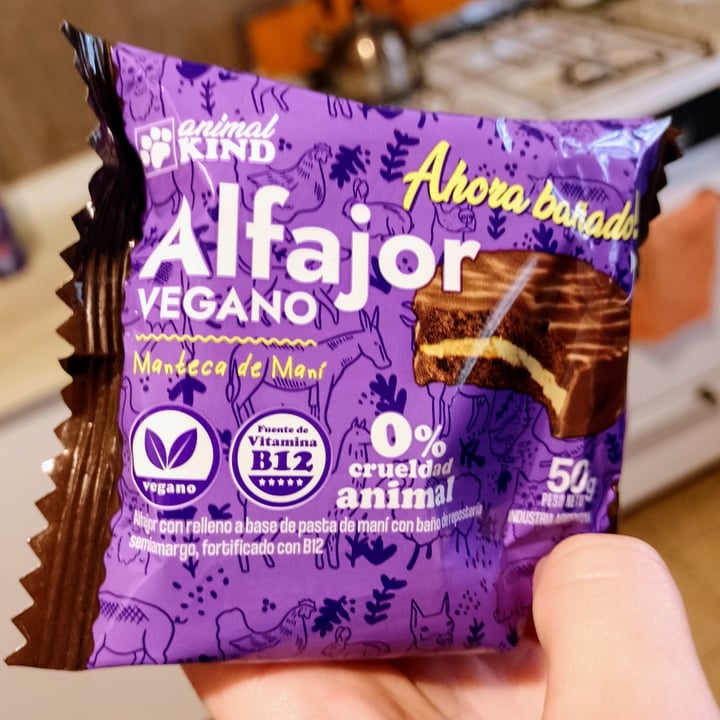 animal
KIND
Ahora bañado!
Alfajor
VEGANO
Manteca de Maní
vegano
Fuente de
Vitamina
B12
0%
crueldad
animal
50g
PESO NETO
INDUSTRIA ARGENTINA
Alfajor con relleno a base de pasta de maní con baño de repostería
semiamargo, fortificado con B12